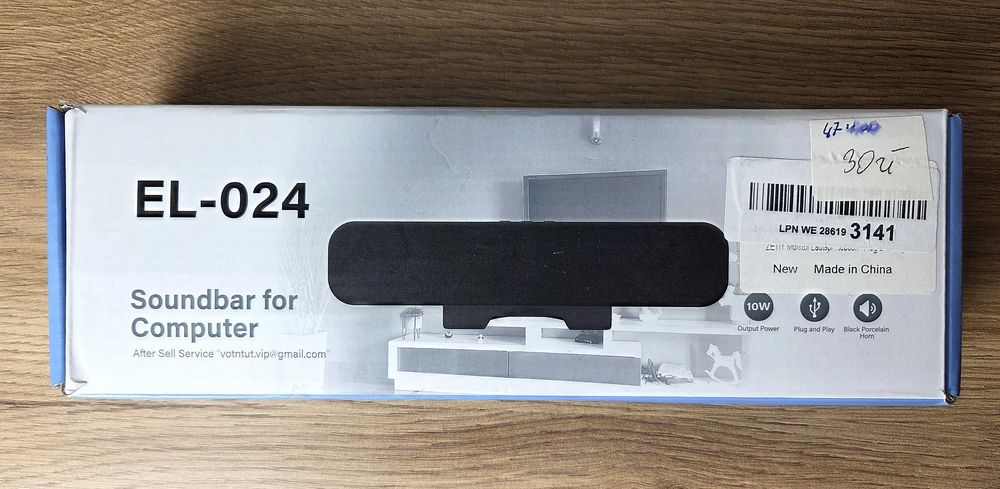 EL-024
Soundbar for
Computer
After Sell Service "votntut.vip@gmail.com"
47
30zł
LPN WE 28619 3141
New Made in China
10W
Output Power
Plug and Play
Black Porcelain
Horn